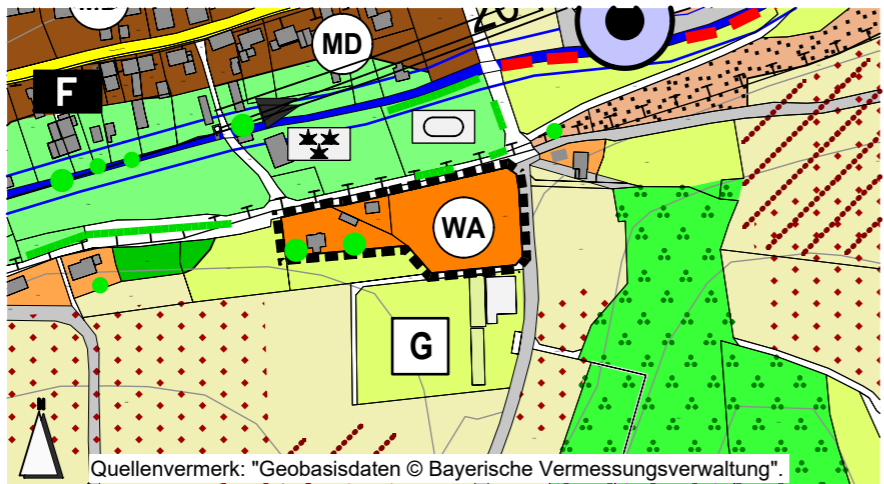 MD
F
WA
G
N
Quellenvermerk: "Geobasisdaten © Bayerische Vermessungsverwaltung".